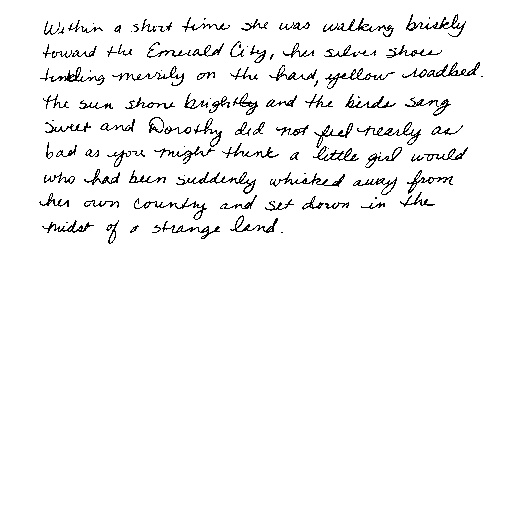 Within a short time she was walking briskly
toward the Emerald City, her silver shoes
tinkling merrily on the hard, yellow roadbed.
The sun shone brightly and the birds sang
sweet and Dorothy did not feel nearly as
bad as you might think a little girl would
who had been suddenly whisked away from
her own country and set down in the
midst of a strange land.